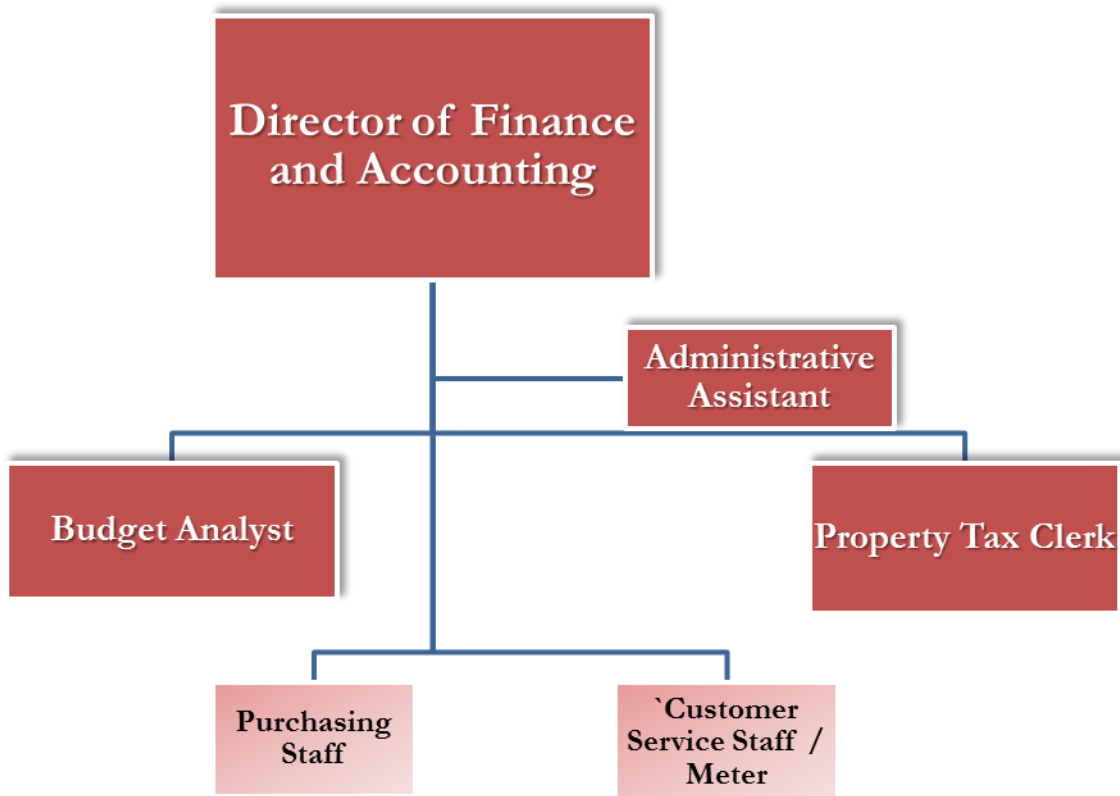 Director of Finance
and Accounting
Administrative
Assistant
Budget Analyst
Property Tax Clerk
Purchasing
Staff
`Customer
Service Staff /
Meter